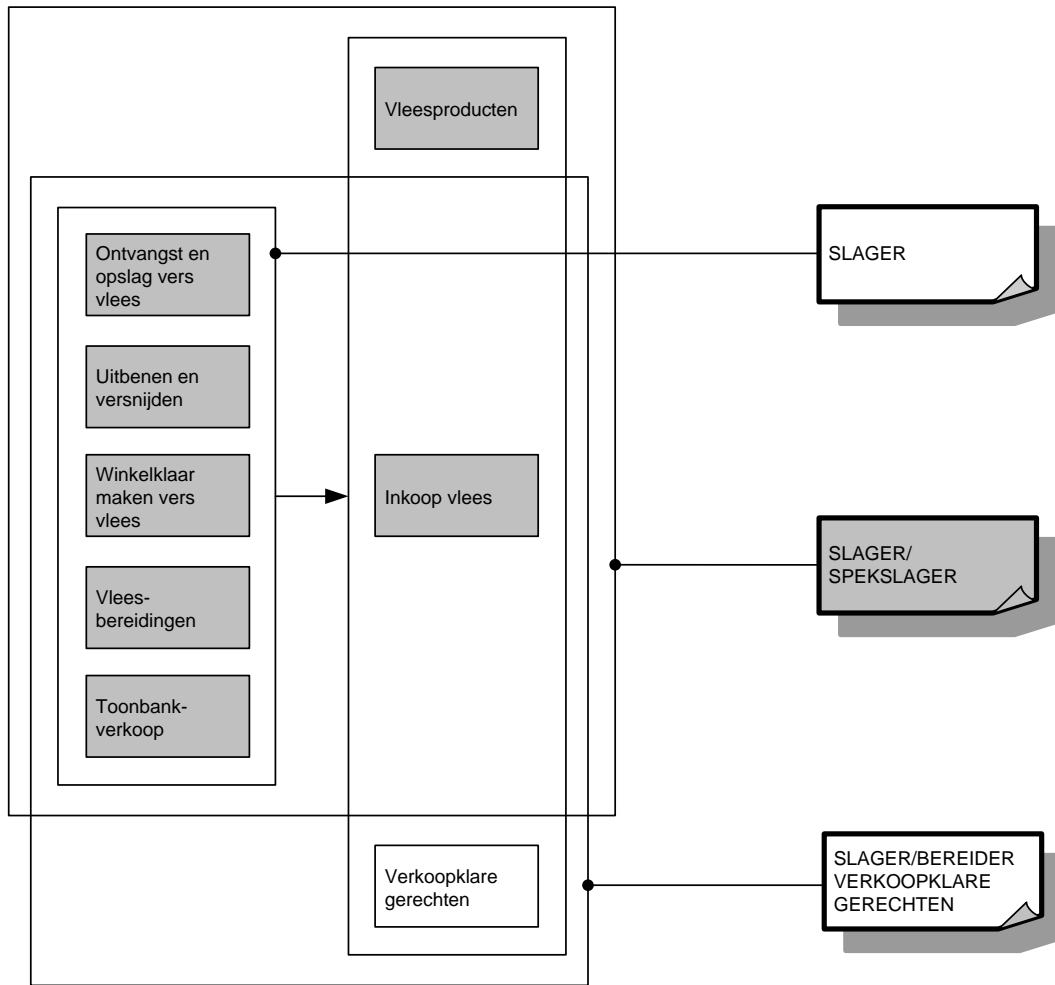 Vleesproducten
Ontvangst en
opslag vers
vlees
Uitbenen en
versnijden
Winkelklaar
maken vers
vlees
Vlees-
bereidingen
Toonbank-
verkoop
Inkoop vlees
Verkoopklare
gerechten
SLAGER
SLAGER/
SPEKSLAGER
SLAGER/BEREIDER
VERKOOPKLARE
GERECHTEN